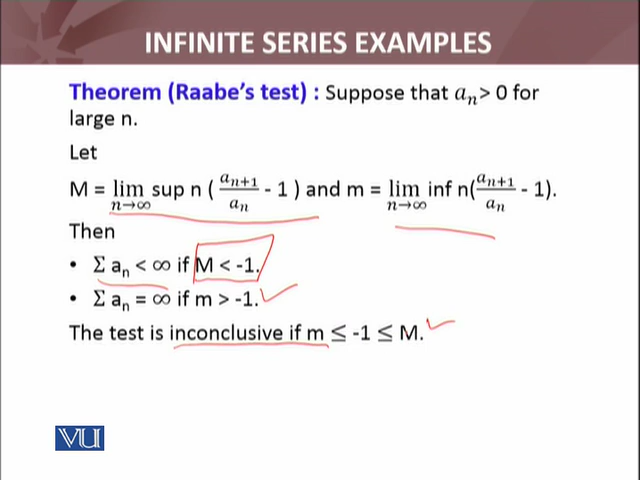 INFINITE SERIES EXAMPLES
Theorem (Raabe's test) : Suppose that aₙ> 0 for
large n.
Let
M = lim sup n→∞ n ( aₙ₊₁/aₙ - 1 ) and m = lim inf n→∞ n( aₙ₊₁/aₙ - 1).
Then
• Σ aₙ < ∞ if M < -1.
• Σ aₙ = ∞ if m > -1.
The test is inconclusive if m ≤ -1 ≤ M.
VU